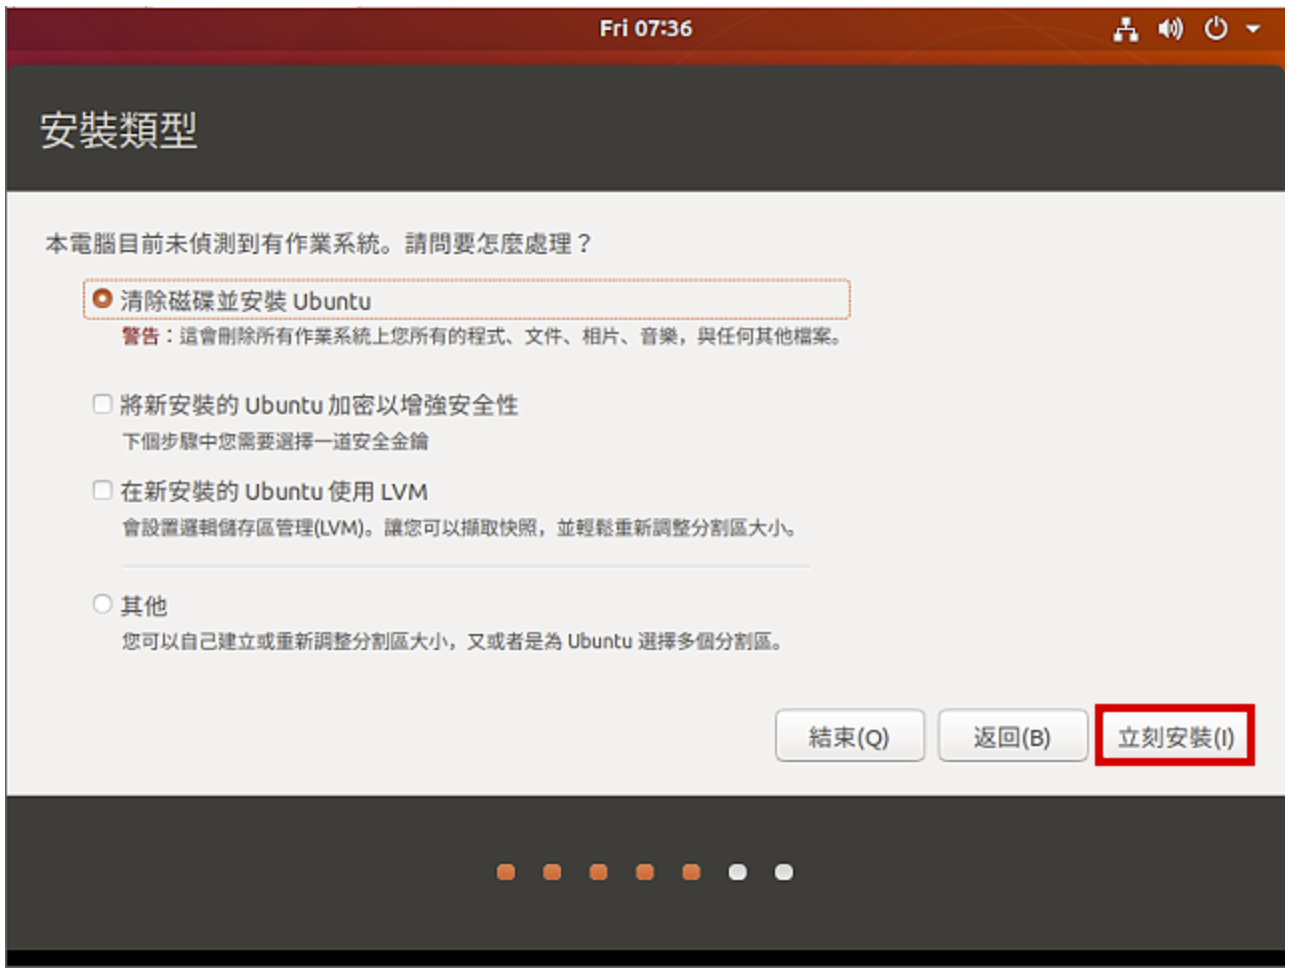 Fri 07:36
安裝類型
本電腦目前未偵測到有作業系統。請問要怎麼處理？
清除磁碟並安裝 Ubuntu
警告：這會刪除所有作業系統上您所有的程式、文件、相片、音樂，與任何其他檔案。
將新安裝的 Ubuntu 加密以增強安全性
下個步驟中您需要選擇一道安全金鑰
在新安裝的 Ubuntu 使用 LVM
會設置邏輯儲存區管理(LVM)。讓您可以擷取快照，並輕鬆重新調整分割區大小。
其他
您可以自己建立或重新調整分割區大小，又或者是為 Ubuntu 選擇多個分割區。
結束(Q) 返回(B) 立刻安裝(I)